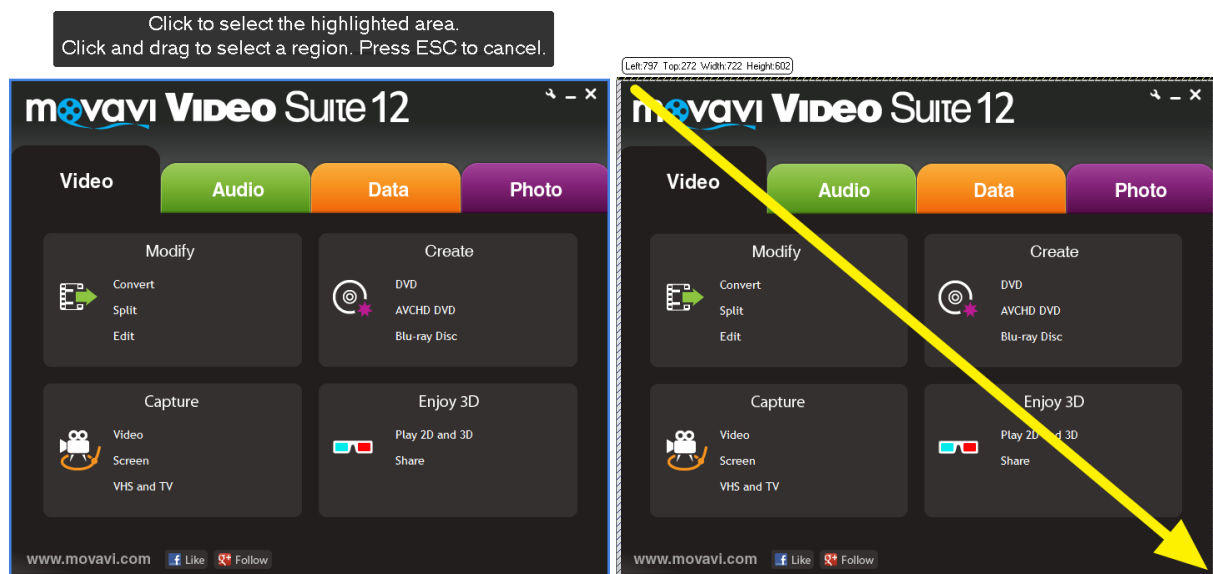 Click to select the highlighted area.
Click and drag to select a region. Press ESC to cancel.
Left:797 Top:272 Width:722 Height:602
movavi VIDEO SUITE 12
Video
Audio
Data
Photo
Modify
Convert
Split
Edit
Create
DVD
AVCHD DVD
Blu-ray Disc
Capture
Video
Screen
VHS and TV
Enjoy 3D
Play 2D and 3D
Share
www.movavi.com Like Follow
movavi VIDEO SUITE 12
Video
Audio
Data
Photo
Modify
Convert
Split
Edit
Create
DVD
AVCHD DVD
Blu-ray Disc
Capture
Video
Screen
VHS and TV
Enjoy 3D
Play 2D and 3D
Share
www.movavi.com Like Follow